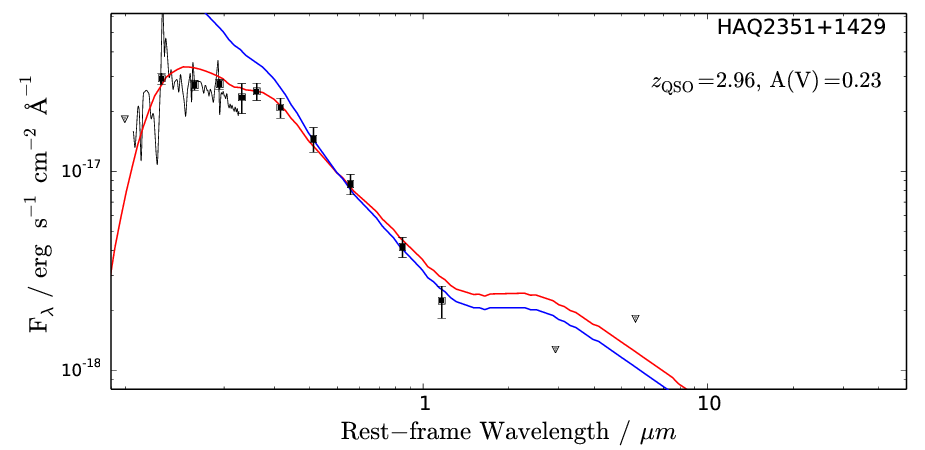 HAQ2351+1429
z_QSO=2.96, A(V)=0.23
F_λ / erg s⁻¹ cm⁻² Å⁻¹
10⁻¹⁷
10⁻¹⁸
1
10
Rest−frame Wavelength / μm